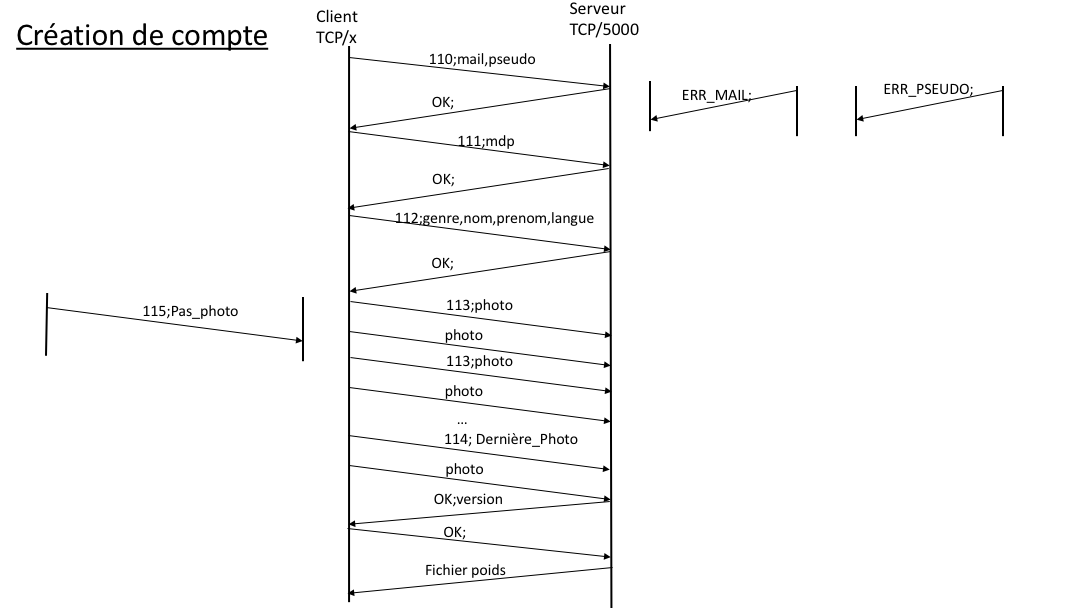 Création de compte
Client
TCP/x
Serveur
TCP/5000
110;mail,pseudo
ERR_MAIL;
ERR_PSEUDO;
OK;
111;mdp
OK;
112;genre,nom,prenom,langue
OK;
115;Pas_photo
113;photo
photo
113;photo
photo
...
114; Dernière_Photo
photo
OK;version
OK;
Fichier poids